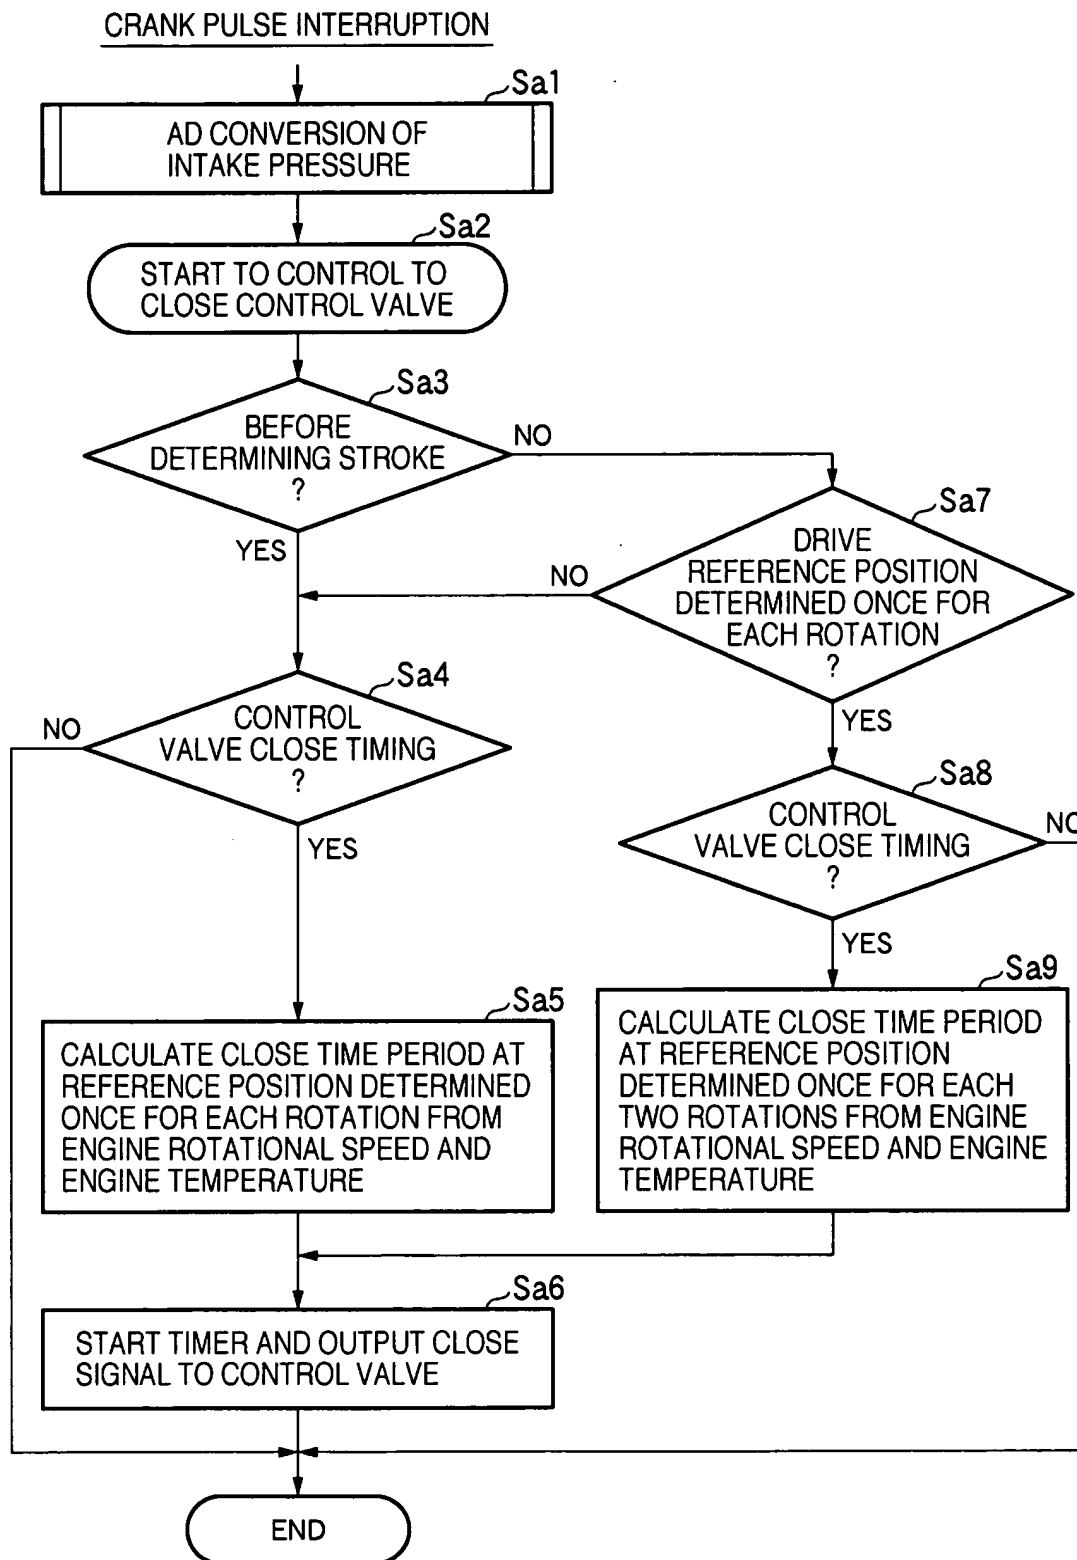 CRANK PULSE INTERRUPTION
Sa1
AD CONVERSION OF
INTAKE PRESSURE
Sa2
START TO CONTROL TO
CLOSE CONTROL VALVE
Sa3
BEFORE
DETERMINING STROKE
?
NO
YES
Sa7
DRIVE
REFERENCE POSITION
DETERMINED ONCE FOR
EACH ROTATION
?
NO
YES
Sa4
CONTROL
VALVE CLOSE TIMING
?
NO
YES
Sa8
CONTROL
VALVE CLOSE TIMING
?
NO
YES
Sa5
CALCULATE CLOSE TIME PERIOD AT
REFERENCE POSITION DETERMINED
ONCE FOR EACH ROTATION FROM
ENGINE ROTATIONAL SPEED AND
ENGINE TEMPERATURE
Sa9
CALCULATE CLOSE TIME PERIOD
AT REFERENCE POSITION
DETERMINED ONCE FOR EACH
TWO ROTATIONS FROM ENGINE
ROTATIONAL SPEED AND ENGINE
TEMPERATURE
Sa6
START TIMER AND OUTPUT CLOSE
SIGNAL TO CONTROL VALVE
END